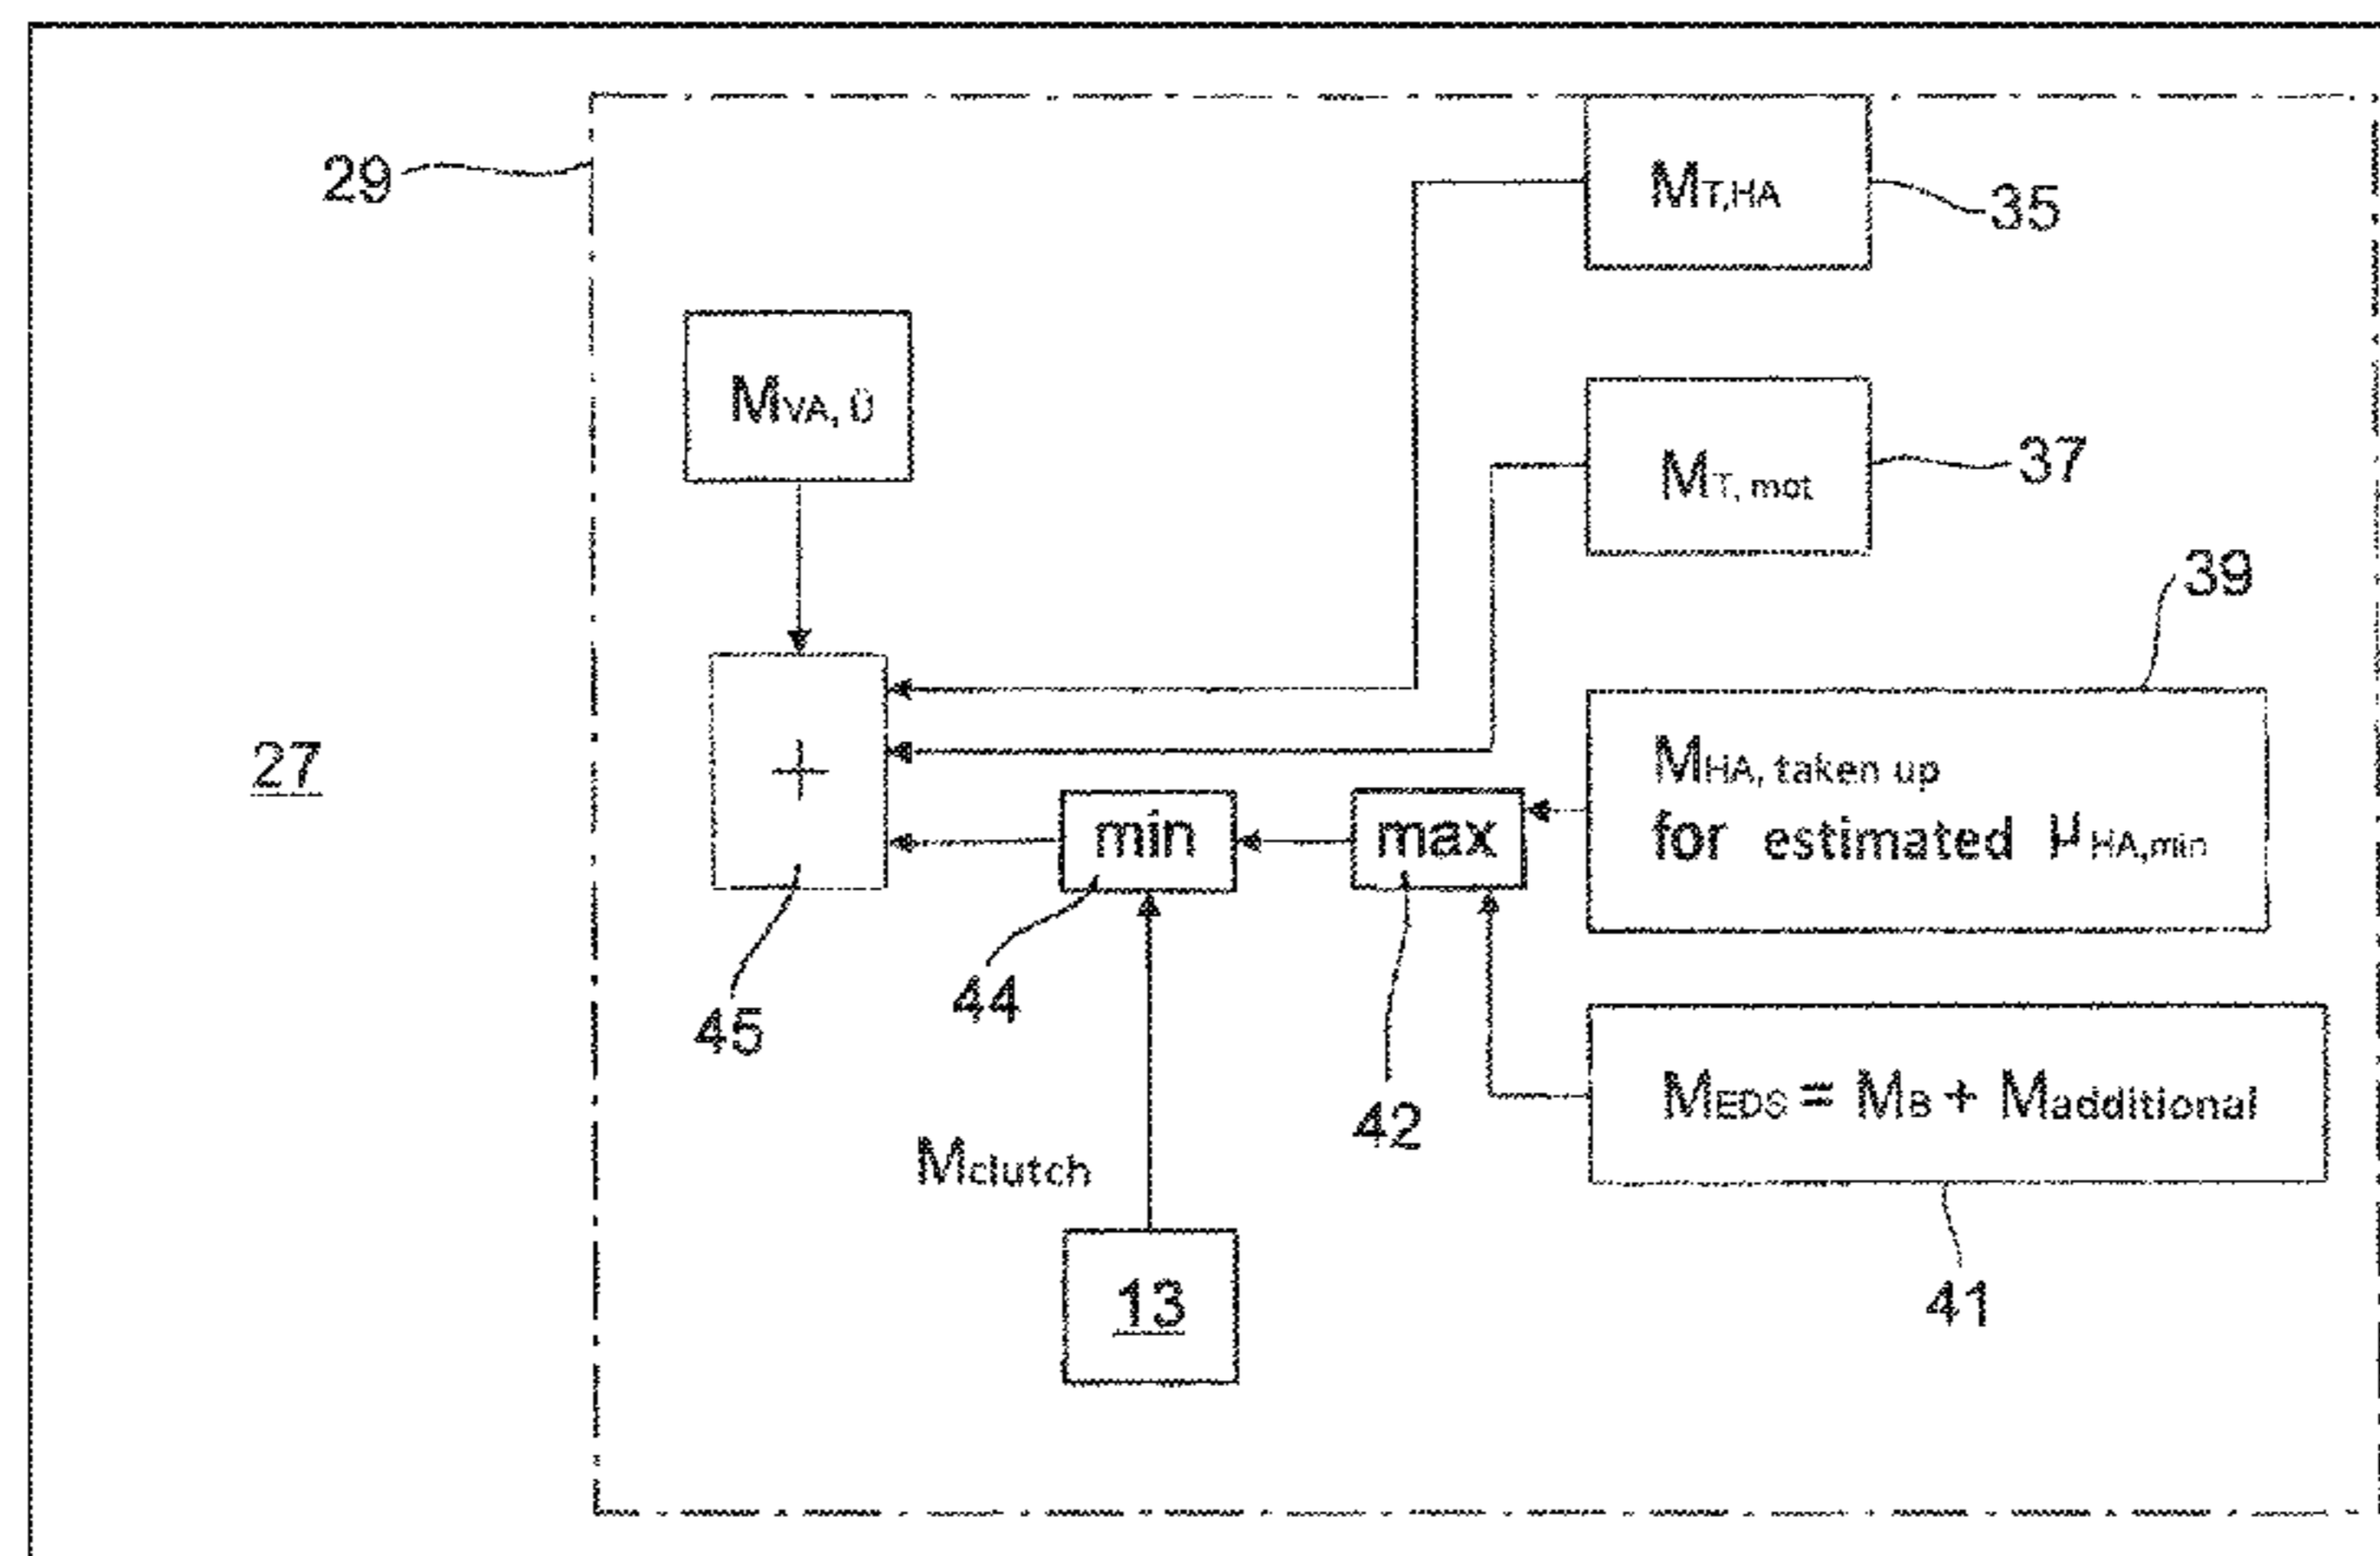 29
MT,HA
35
MVA, 0
MT, mot
37
39
MHA, taken up
for estimated μHA,min
27
+
min
max
45
44
42
MEDS = MB + Madditional
Mclutch
13
41